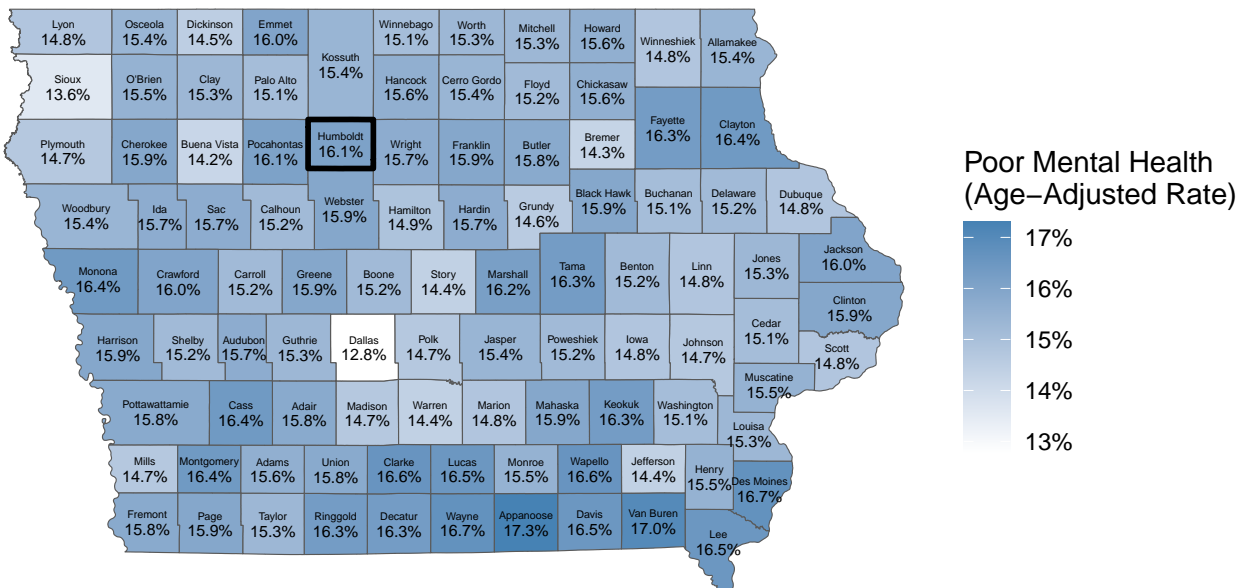 Lyon
14.8%
Osceola
15.4%
Dickinson
14.5%
Emmet
16.0%
Kossuth
15.4%
Winnebago
15.1%
Worth
15.3%
Mitchell
15.3%
Howard
15.6%
Winneshiek
14.8%
Allamakee
15.4%
Sioux
13.6%
O'Brien
15.5%
Clay
15.3%
Palo Alto
15.1%
Hancock
15.6%
Cerro Gordo
15.4%
Floyd
15.2%
Chickasaw
15.6%
Fayette
16.3%
Clayton
16.4%
Plymouth
14.7%
Cherokee
15.9%
Buena Vista
14.2%
Pocahontas
16.1%
Humboldt
16.1%
Wright
15.7%
Franklin
15.9%
Butler
15.8%
Bremer
14.3%
Woodbury
15.4%
Ida
15.7%
Sac
15.7%
Calhoun
15.2%
Webster
15.9%
Hamilton
14.9%
Hardin
15.7%
Grundy
14.6%
Black Hawk
15.9%
Buchanan
15.1%
Delaware
15.2%
Dubuque
14.8%
Monona
16.4%
Crawford
16.0%
Carroll
15.2%
Greene
15.9%
Boone
15.2%
Story
14.4%
Marshall
16.2%
Tama
16.3%
Benton
15.2%
Linn
14.8%
Jones
15.3%
Jackson
16.0%
Clinton
15.9%
Harrison
15.9%
Shelby
15.2%
Audubon
15.7%
Guthrie
15.3%
Dallas
12.8%
Polk
14.7%
Jasper
15.4%
Poweshiek
15.2%
Iowa
14.8%
Johnson
14.7%
Cedar
15.1%
Scott
14.8%
Muscatine
15.5%
Pottawattamie
15.8%
Cass
16.4%
Adair
15.8%
Madison
14.7%
Warren
14.4%
Marion
14.8%
Mahaska
15.9%
Keokuk
16.3%
Washington
15.1%
Louisa
15.3%
Mills
14.7%
Montgomery
16.4%
Adams
15.6%
Union
15.8%
Clarke
16.6%
Lucas
16.5%
Monroe
15.5%
Wapello
16.6%
Jefferson
14.4%
Henry
15.5%
Des Moines
16.7%
Fremont
15.8%
Page
15.9%
Taylor
15.3%
Ringgold
16.3%
Decatur
16.3%
Wayne
16.7%
Appanoose
17.3%
Davis
16.5%
Van Buren
17.0%
Lee
16.5%
Poor Mental Health
(Age−Adjusted Rate)
17%
16%
15%
14%
13%